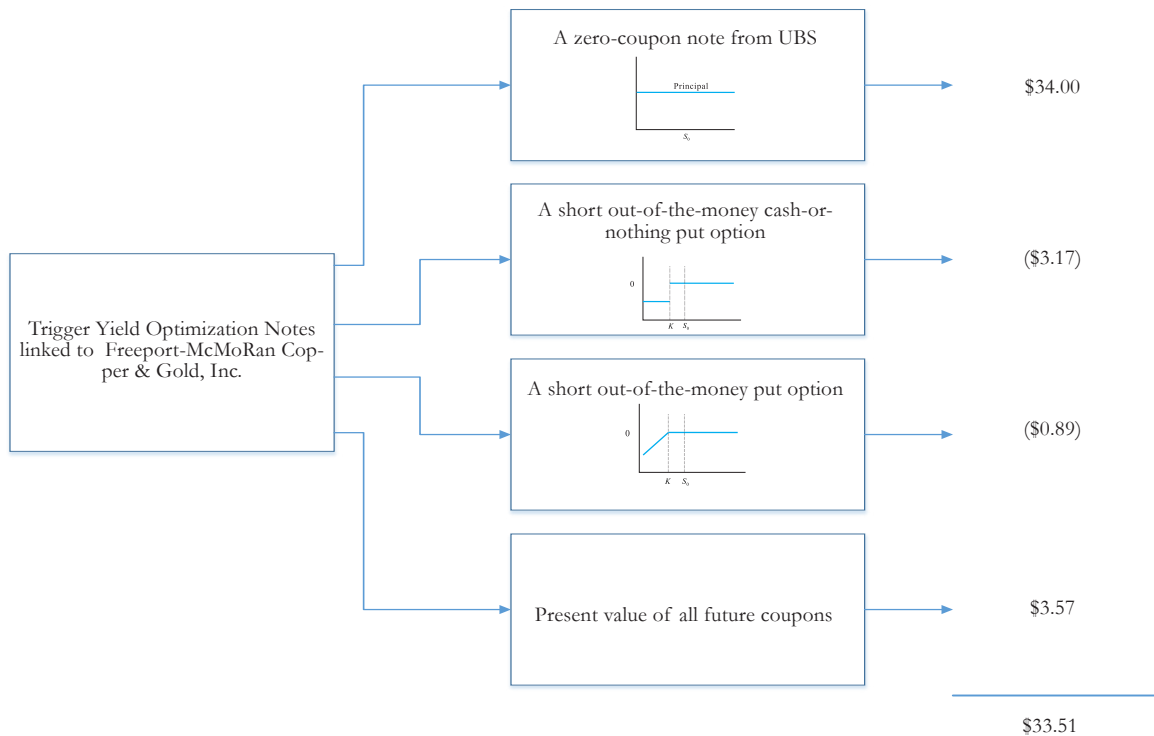 A zero-coupon note from UBS
Principal
S₀
$34.00
A short out-of-the-money cash-or-
nothing put option
0
K S₀
($3.17)
Trigger Yield Optimization Notes
linked to Freeport-McMoRan Cop-
per & Gold, Inc.
A short out-of-the-money put option
0
K S₀
($0.89)
Present value of all future coupons
$3.57
$33.51